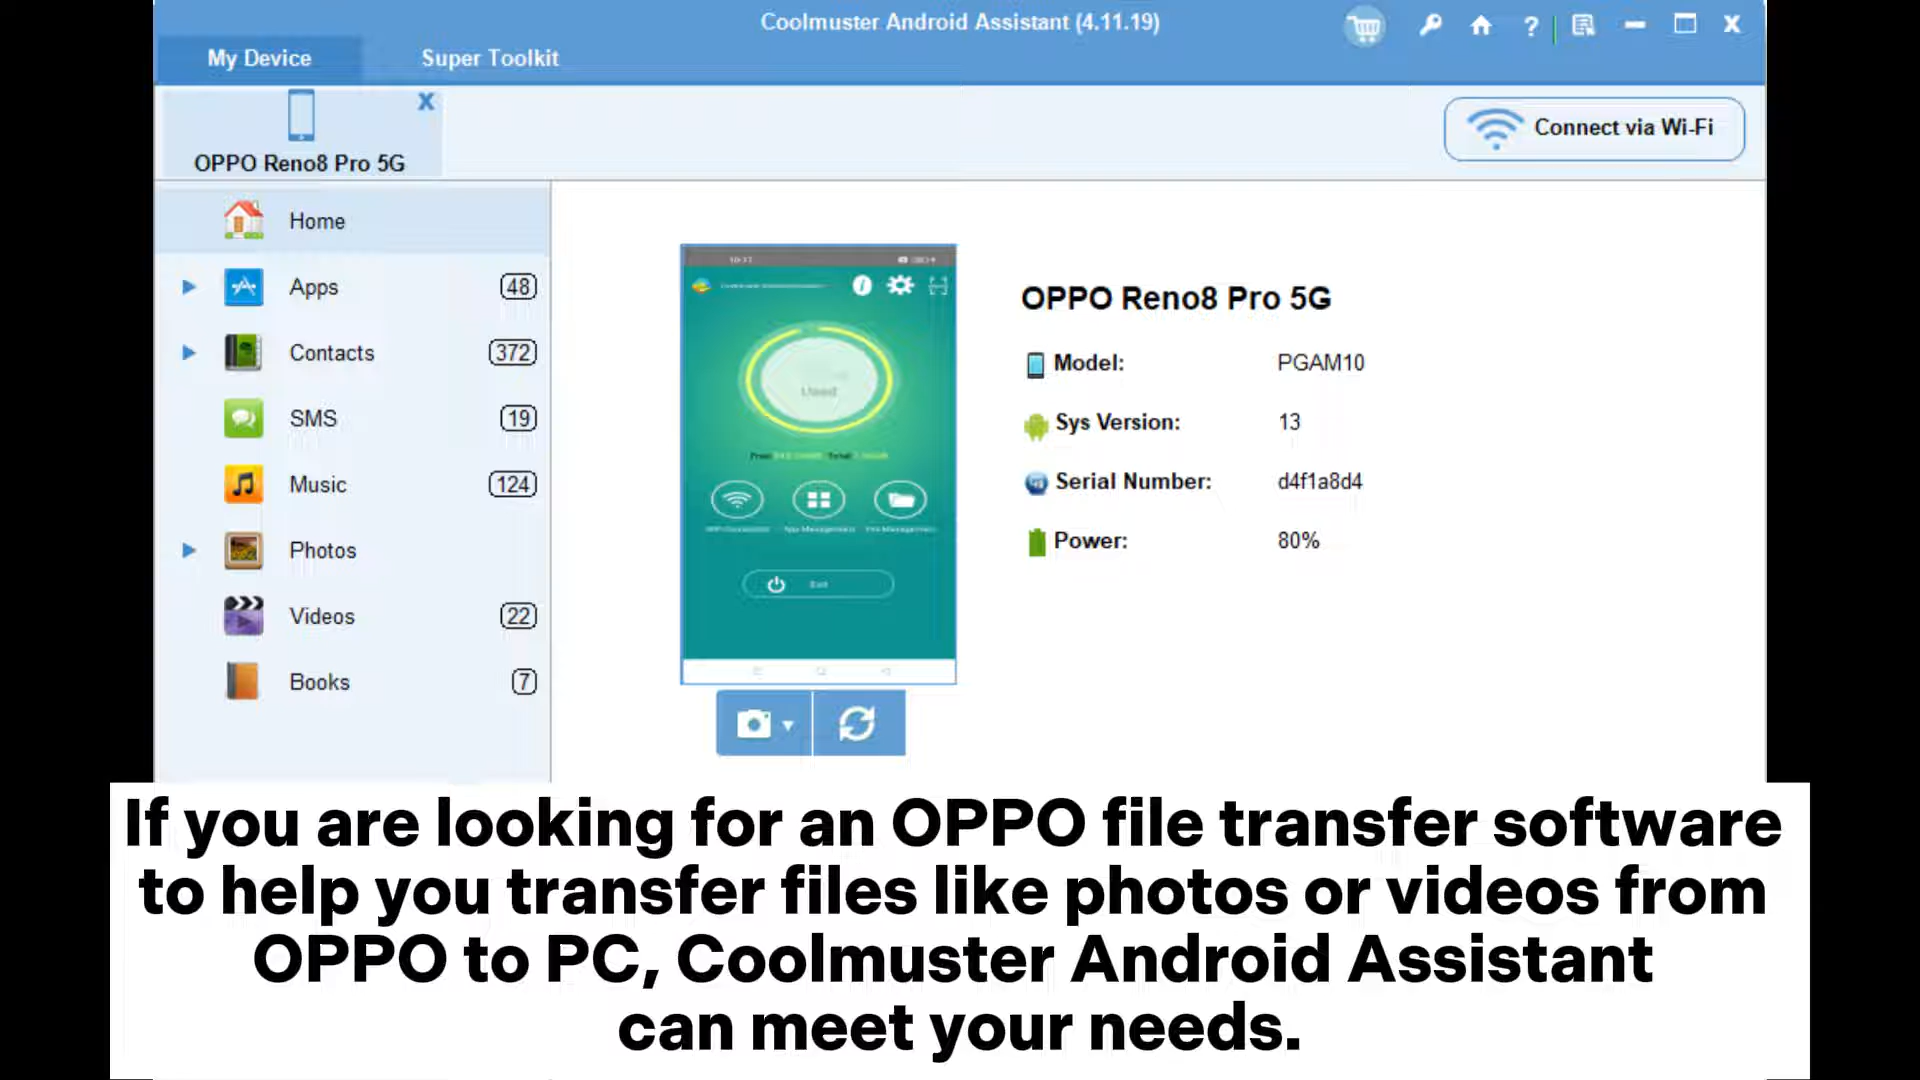 Coolmuster Android Assistant (4.11.19)
My Device
Super Toolkit
OPPO Reno8 Pro 5G
Connect via Wi-Fi
Home
Apps 48
Contacts 372
SMS 19
Music 124
Photos
Videos 22
Books 7
Used
Exit
OPPO Reno8 Pro 5G
Model: PGAM10
Sys Version: 13
Serial Number: d4f1a8d4
Power: 80%
If you are looking for an OPPO file transfer software
to help you transfer files like photos or videos from
OPPO to PC, Coolmuster Android Assistant
can meet your needs.